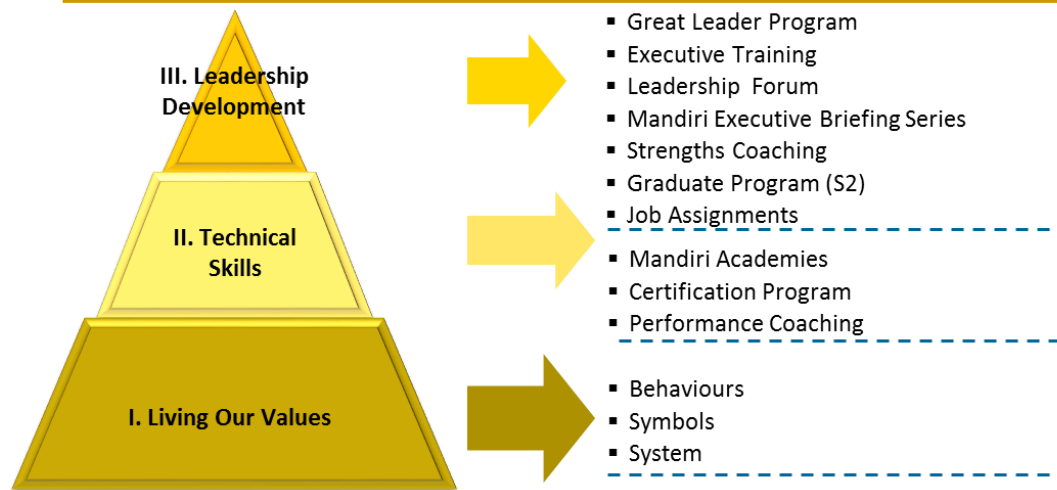 III. Leadership
Development
II. Technical
Skills
I. Living Our Values
▪ Great Leader Program
▪ Executive Training
▪ Leadership Forum
▪ Mandiri Executive Briefing Series
▪ Strengths Coaching
▪ Graduate Program (S2)
▪ Job Assignments
▪ Mandiri Academies
▪ Certification Program
▪ Performance Coaching
▪ Behaviours
▪ Symbols
▪ System